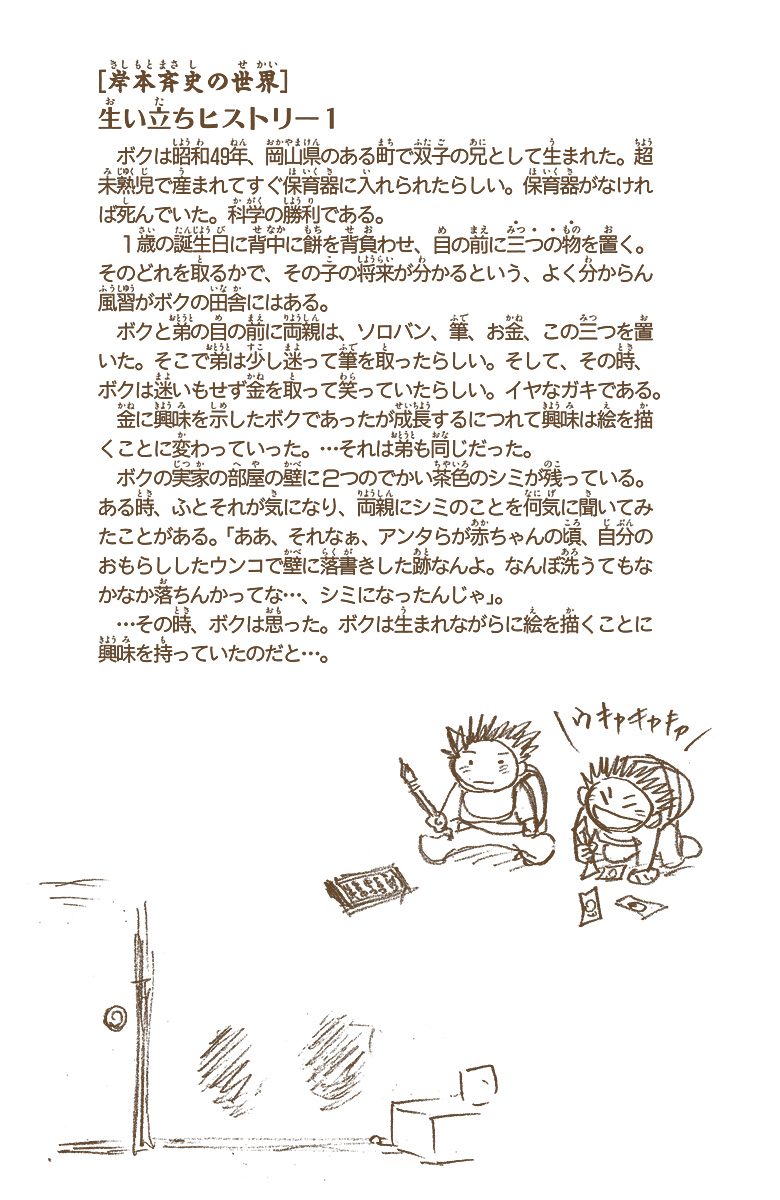 [岸本斉史の世界]
生い立ちヒストリー1
ボクは昭和49年、岡山県のある町で双子の兄として生まれた。超
未熟児で産まれてすぐ保育器に入れられたらしい。保育器がなけれ
ば死んでいた。科学の勝利である。
１歳の誕生日に背中に餅を背負わせ、目の前に三つの物を置く。
そのどれを取るかで、その子の将来が分かるという、よく分からん
風習がボクの田舎にはある。
ボクと弟の目の前に両親は、ソロバン、筆、お金、この三つを置
いた。そこで弟は少し迷って筆を取ったらしい。そして、その時、
ボクは迷いもせず金を取って笑っていたらしい。イヤなガキである。
金に興味を示したボクであったが成長するにつれて興味は絵を描
くことに変わっていった。…それは弟も同じだった。
ボクの実家の部屋の壁に２つのでかい茶色のシミが残っている。
ある時、ふとそれが気になり、両親にシミのことを何気に聞いてみ
たことがある。「ああ、それなぁ、アンタらが赤ちゃんの頃、自分の
おもらししたウンコで壁に落書きした跡なんよ。なんぼ洗うてもな
かなか落ちんかってな…、シミになったんじゃ」。
…その時、ボクは思った。ボクは生まれながらに絵を描くことに
興味を持っていたのだと…。
ウキャキャキャ